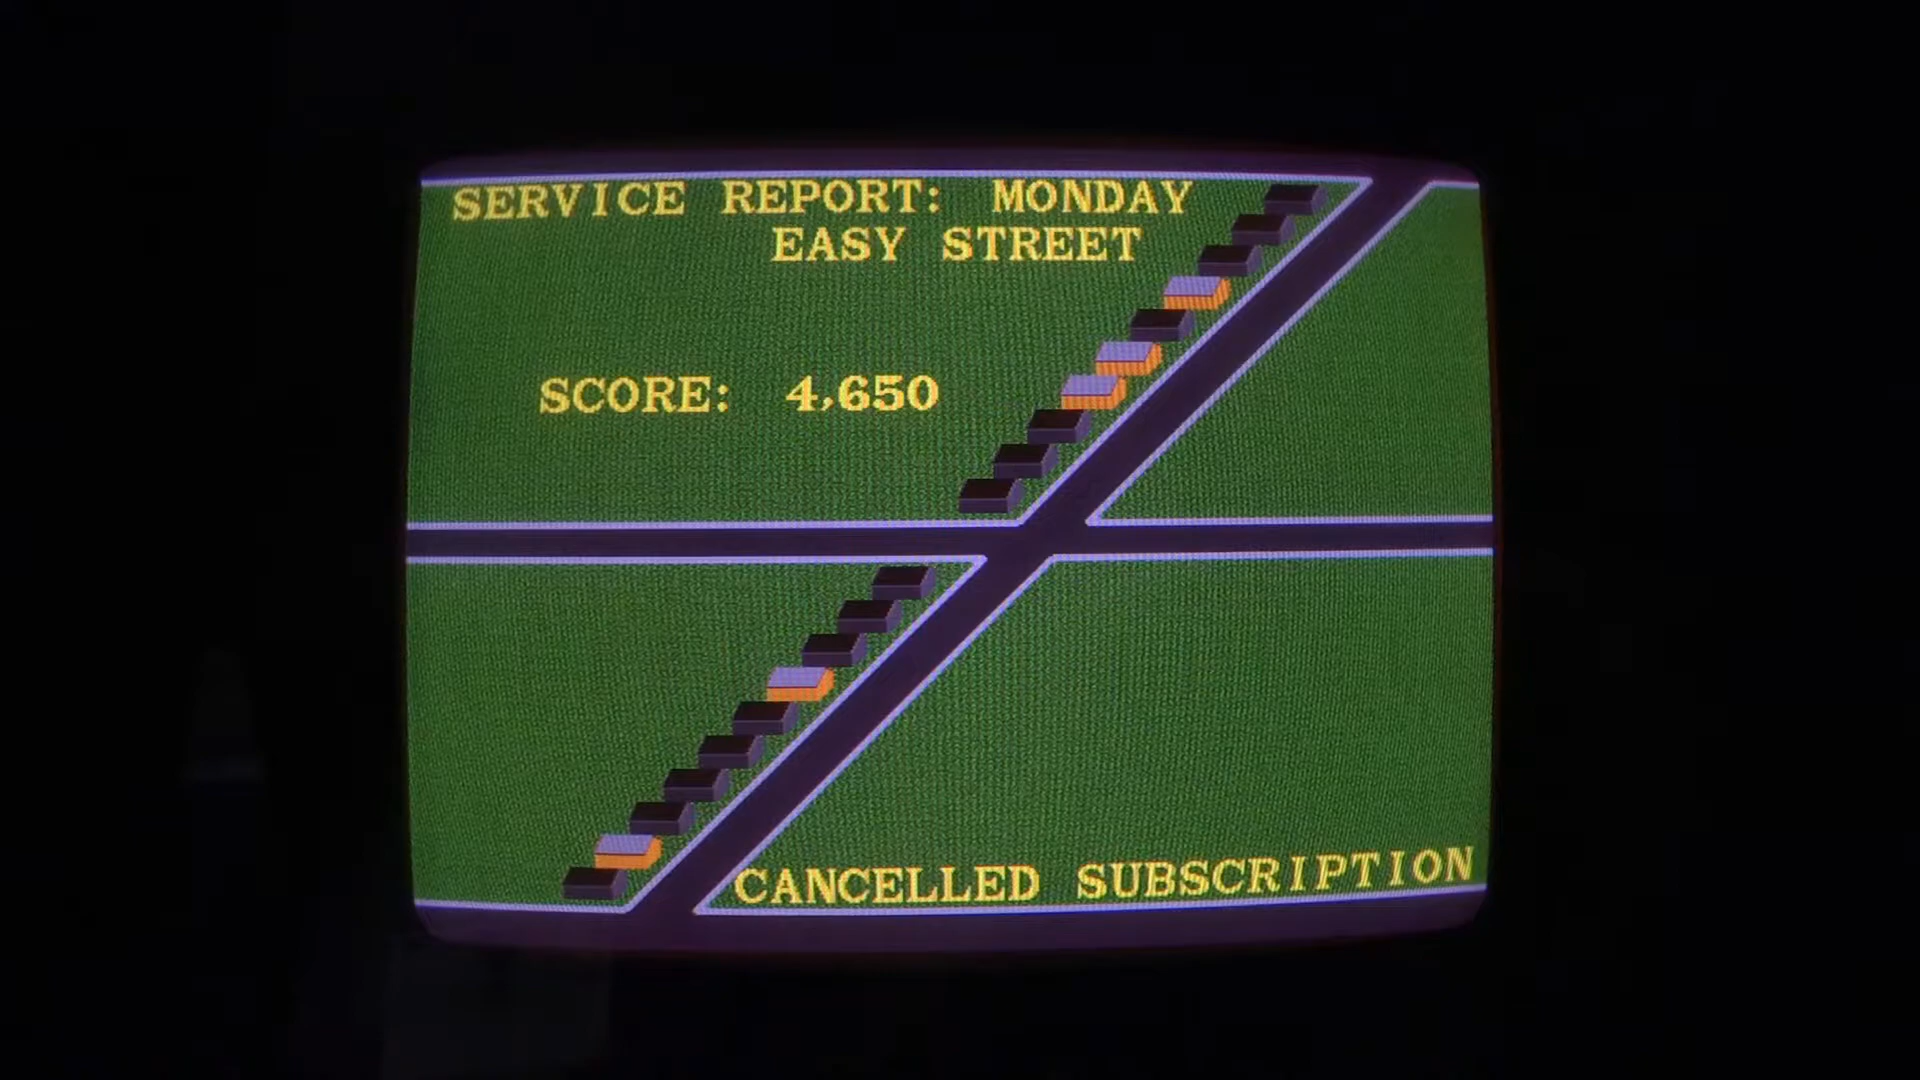 SERVICE REPORT: MONDAY
EASY STREET
SCORE: 4,650
CANCELLED SUBSCRIPTION